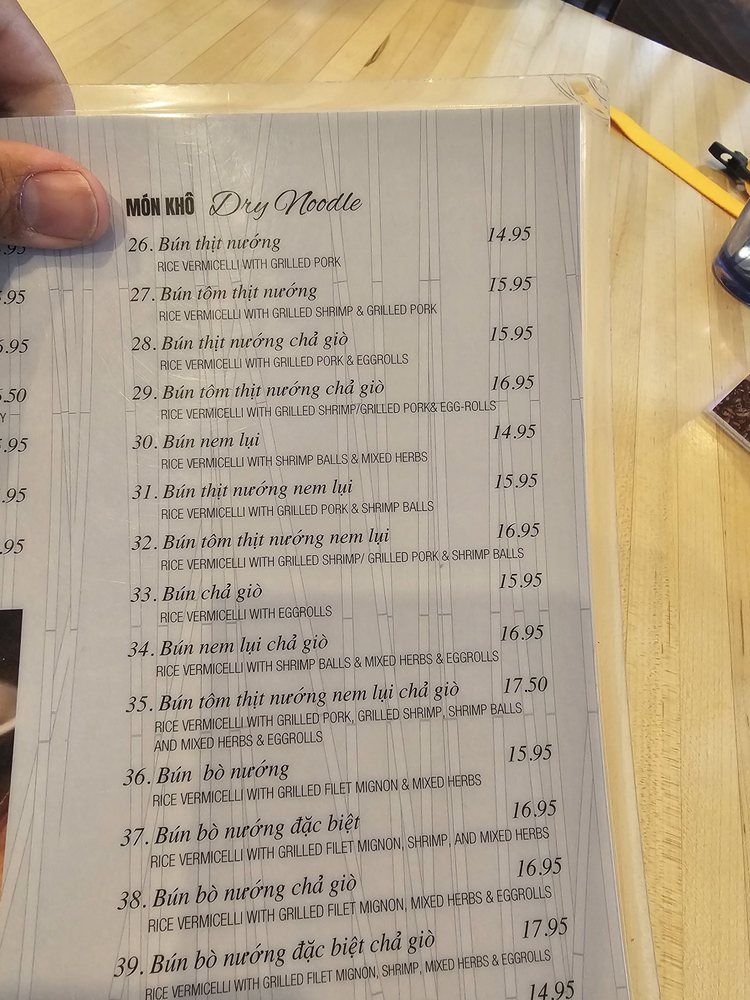 MÓN KHÔ Dry Noodle
26. Bún thịt nướng 14.95
RICE VERMICELLI WITH GRILLED PORK
27. Bún tôm thịt nướng 15.95
RICE VERMICELLI WITH GRILLED SHRIMP & GRILLED PORK
28. Bún thịt nướng chả giò 15.95
RICE VERMICELLI WITH GRILLED PORK & EGGROLLS
29. Bún tôm thịt nướng chả giò 16.95
RICE VERMICELLI WITH GRILLED SHRIMP/GRILLED PORK& EGG-ROLLS
30. Bún nem lụi 14.95
RICE VERMICELLI WITH SHRIMP BALLS & MIXED HERBS
31. Bún thịt nướng nem lụi 15.95
RICE VERMICELLI WITH GRILLED PORK & SHRIMP BALLS
32. Bún tôm thịt nướng nem lụi 16.95
RICE VERMICELLI WITH GRILLED SHRIMP/ GRILLED PORK & SHRIMP BALLS
33. Bún chả giò 15.95
RICE VERMICELLI WITH EGGROLLS
34. Bún nem lụi chả giò 16.95
RICE VERMICELLI WITH SHRIMP BALLS & MIXED HERBS & EGGROLLS
35. Bún tôm thịt nướng nem lụi chả giò 17.50
RICE VERMICELLI WITH GRILLED PORK, GRILLED SHRIMP, SHRIMP BALLS
AND MIXED HERBS & EGGROLLS
36. Bún bò nướng 15.95
RICE VERMICELLI WITH GRILLED FILET MIGNON & MIXED HERBS
37. Bún bò nướng đặc biệt 16.95
RICE VERMICELLI WITH GRILLED FILET MIGNON, SHRIMP, AND MIXED HERBS
38. Bún bò nướng chả giò 16.95
RICE VERMICELLI WITH GRILLED FILET MIGNON, MIXED HERBS & EGGROLLS
39. Bún bò nướng đặc biệt chả giò 17.95
RICE VERMICELLI WITH GRILLED FILET MIGNON, SHRIMP, MIXED HERBS & EGGROLLS
14.95